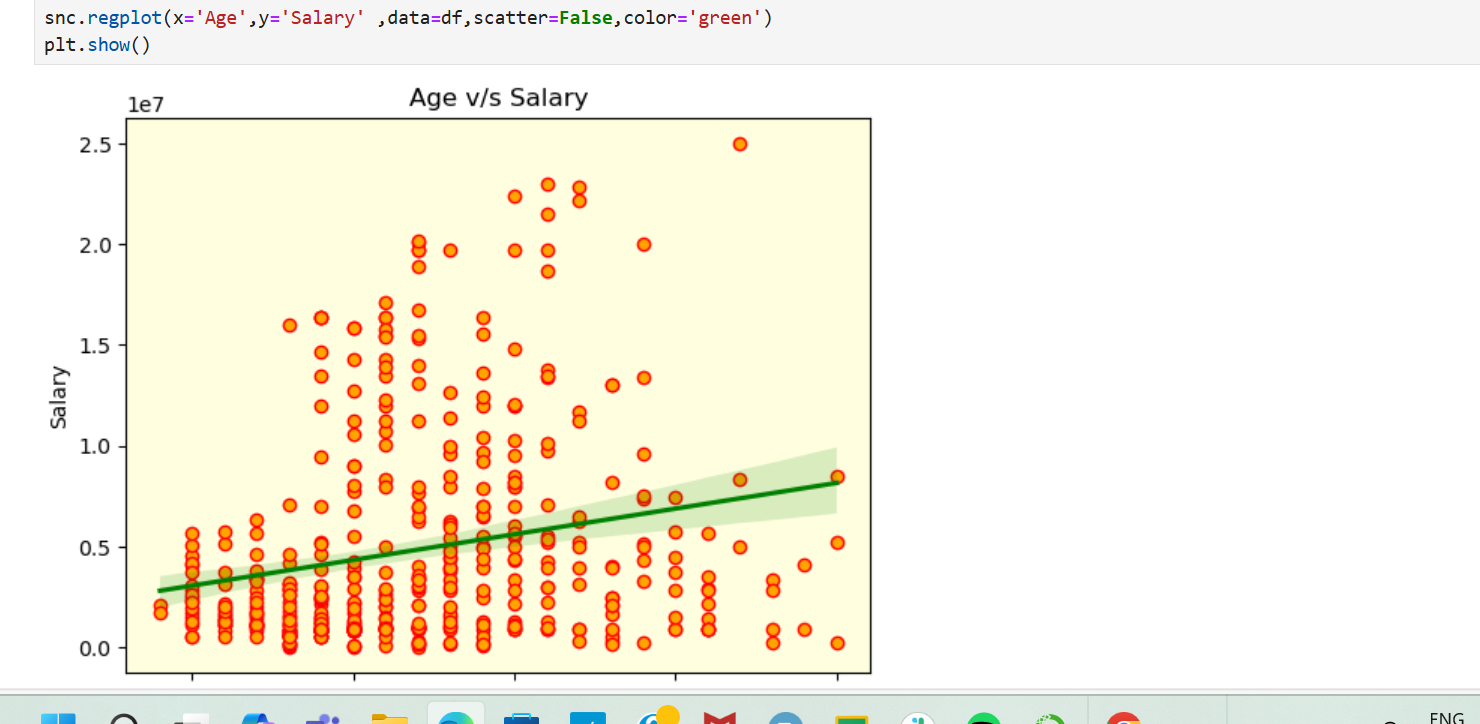 snc.regplot(x='Age',y='Salary' ,data=df,scatter=False,color='green')
plt.show()
Age v/s Salary
1e7
2.5
2.0
1.5
1.0
0.5
0.0
Salary
ENG